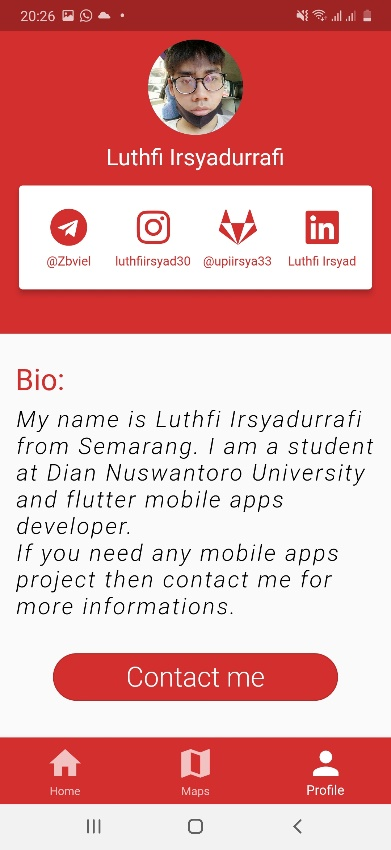 20:26
Luthfi Irsyadurrafi
@Zbviel
luthfiirsyad30
@upiirsya33
in
Luthfi Irsyad
Bio:
My name is Luthfi Irsyadurrafi
from Semarang. I am a student
at Dian Nuswantoro University
and flutter mobile apps
developer.
If you need any mobile apps
project then contact me for
more informations.
Contact me
Home
Maps
Profile